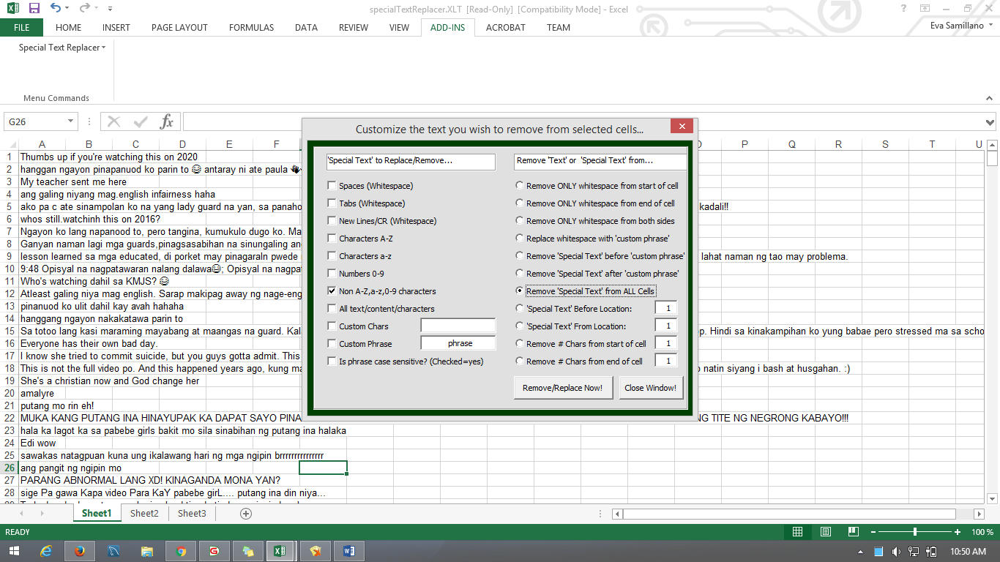 specialTextReplacer.XLT [Read-Only] [Compatibility Mode] - Excel
FILE HOME INSERT PAGE LAYOUT FORMULAS DATA REVIEW VIEW ADD-INS ACROBAT TEAM Eva Samillano
Special Text Replacer
Menu Commands
G26 fx
Customize the text you wish to remove from selected cells...
'Special Text' to Replace/Remove...
Spaces (Whitespace)
Tabs (Whitespace)
New Lines/CR (Whitespace)
Characters A-Z
Characters a-z
Numbers 0-9
Non A-Z,a-z,0-9 characters
All text/content/characters
Custom Chars
Custom Phrase phrase
Is phrase case sensitive? (Checked=yes)
Remove 'Text' or 'Special Text' from...
Remove ONLY whitespace from start of cell
Remove ONLY whitespace from end of cell
Remove ONLY whitespace from both sides
Replace whitespace with 'custom phrase'
Remove 'Special Text' before 'custom phrase'
Remove 'Special Text' after 'custom phrase'
Remove 'Special Text' from ALL Cells
'Special Text' Before Location: 1
'Special Text' From Location: 1
Remove # Chars from start of cell 1
Remove # Chars from end of cell 1
Remove/Replace Now! Close Window!
A B C D E F P Q R S T U
1 Thumbs up if you're watching this on 2020
2 hanggan ngayon pinapanuod ko parin to 😂 antaray ni ate paula
3 My teacher sent me here
4 ang galing niyang mag.english infairness haha
5 ako pa c ate sinampolan ko na yang lady guard na yan, sa panaho kadali!!
6 whos still.watchinh this on 2016?
7 Ngayon ko lang napanood to, pero tangina, kumukulo dugo ko. Ma
8 Ganyan naman lagi mga guards,pinagsasabihan na sinungaling an
9 lesson learned sa mga educated, di porket may pinagaraln pwede lahat naman ng tao may problema.
10 9:48 Opisyal na nagpatawaran nalang dalawa😂; Opisyal na nagpa
11 Who's watching dahil sa KMJS? 😂
12 Atleast galing niya mag english. Sarap makipag away ng nage-eng
13 pinanuod ko ulit dahil kay avah hahaha
14 hanggang ngayon nakakatawa parin to
15 Sa totoo lang kasi maraming mayabang at maangas na guard. Kal p. Hindi sa kinakampihan ko yung babae pero stressed ma sa scho
16 Everyone has their own bad day.
17 I know she tried to commit suicide, but you guys gotta admit. This
18 This is not the full video po. And this happened years ago, kung ma natin siyang i bash at husgahan. :)
19 She's a christian now and God change her
20 amalyre
21 putang mo rin eh!
22 MUKA KANG PUTANG INA HINAYUPAK KA DAPAT SAYO PINA NG TITE NG NEGRONG KABAYO!!!
23 hala ka lagot ka sa pabebe girls bakit mo sila sinabihan ng putang ina halaka
24 Edi wow
25 sawakas natagpuan kuna ung ikalawang hari ng mga ngipin brrrrrrrrrrrrrrr
26 ang pangit ng ngipin mo
27 PARANG ABNORMAL LANG XD! KINAGANDA MONA YAN?
28 sige Pa gawa Kapa video Para KaY pabebe girL.... putang ina din niya...
Sheet1 Sheet2 Sheet3
READY 100 %
10:50 AM